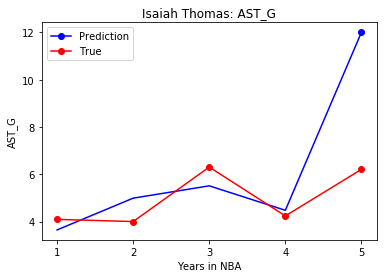 Isaiah Thomas: AST_G
Prediction
True
12
10
8
6
4
AST_G
1 2 3 4 5
Years in NBA